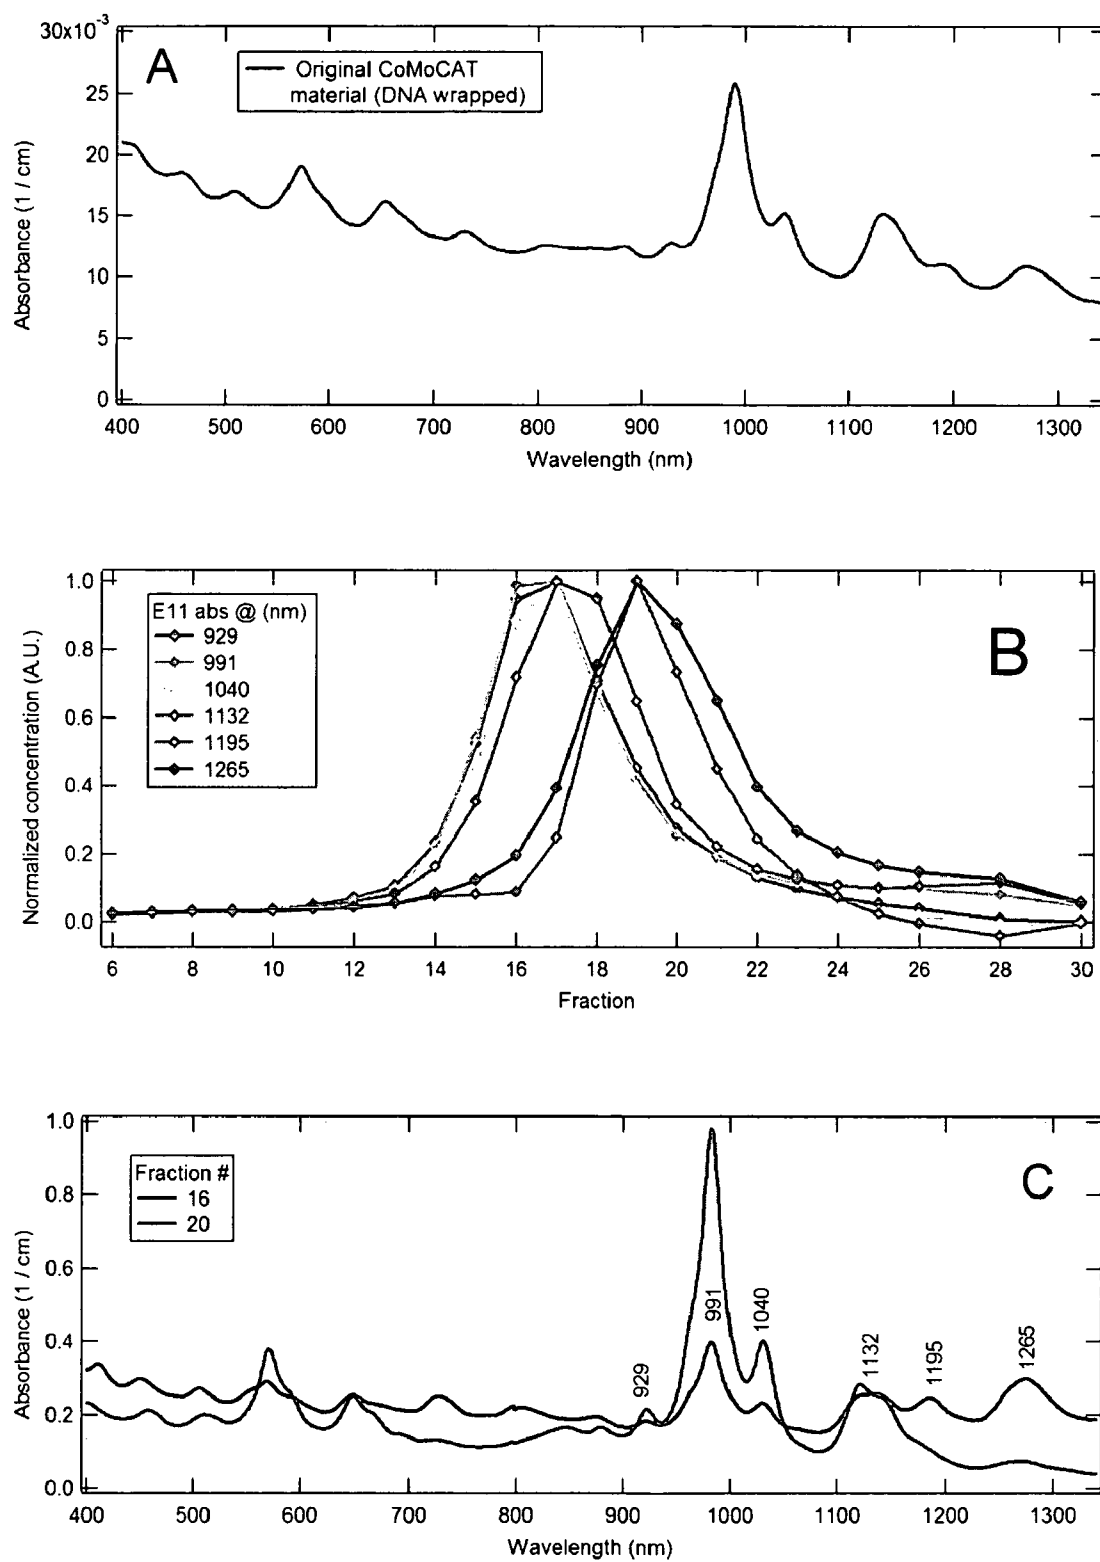 30x10-3
25
20
15
10
5
0
Absorbance (1 / cm)
A
Original CoMoCAT
material (DNA wrapped)
400 500 600 700 800 900 1000 1100 1200 1300
Wavelength (nm)
1.0
0.8
0.6
0.4
0.2
0.0
Normalized concentration (A.U.)
E11 abs @ (nm)
929
991
1040
1132
1195
1265
B
6 8 10 12 14 16 18 20 22 24 26 28 30
Fraction
1.0
0.8
0.6
0.4
0.2
0.0
Absorbance (1 / cm)
Fraction #
16
20
C
929
991
1040
1132
1195
1265
400 500 600 700 800 900 1000 1100 1200 1300
Wavelength (nm)